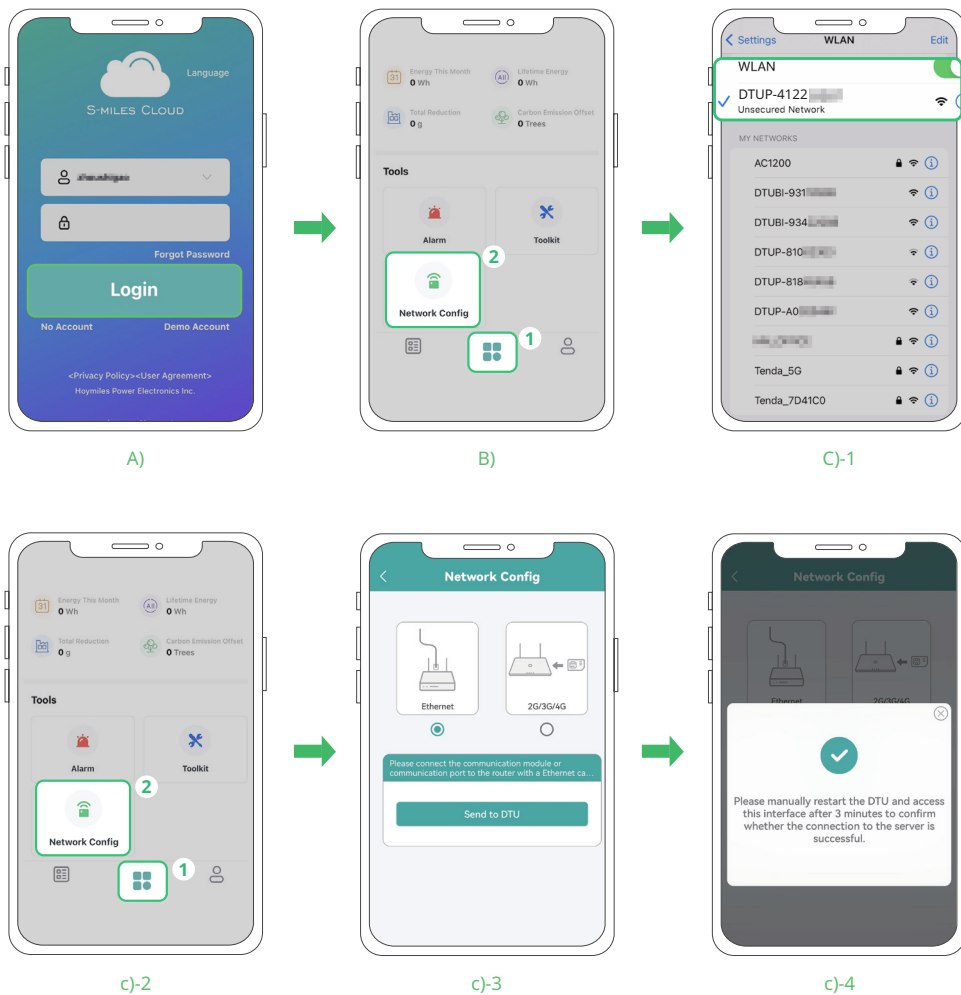 Language
S-MILES CLOUD
Forgot Password
Login
No Account
Demo Account
<Privacy Policy><User Agreement>
Hoymiles Power Electronics Inc.
A)
31
Energy This Month
0 Wh
All
Lifetime Energy
0 Wh
Total Reduction
0 g
Carbon Emission Offset
0 Trees
Tools
Alarm
Toolkit
2
Network Config
1
B)
Settings
WLAN
Edit
WLAN
DTUP-4122
Unsecured Network
MY NETWORKS
AC1200
DTUBI-931
DTUBI-934
DTUP-810
DTUP-818
DTUP-A0
Tenda_5G
Tenda_7D41C0
C)-1
31
Energy This Month
0 Wh
All
Lifetime Energy
0 Wh
Total Reduction
0 g
Carbon Emission Offset
0 Trees
Tools
Alarm
Toolkit
2
Network Config
1
c)-2
Network Config
Ethernet
2G/3G/4G
Please connect the communication module or
communication port to the router with a Ethernet ca...
Send to DTU
c)-3
Network Config
Ethernet
2G/3G/4G
Please manually restart the DTU and access
this interface after 3 minutes to confirm
whether the connection to the server is
successful.
c)-4